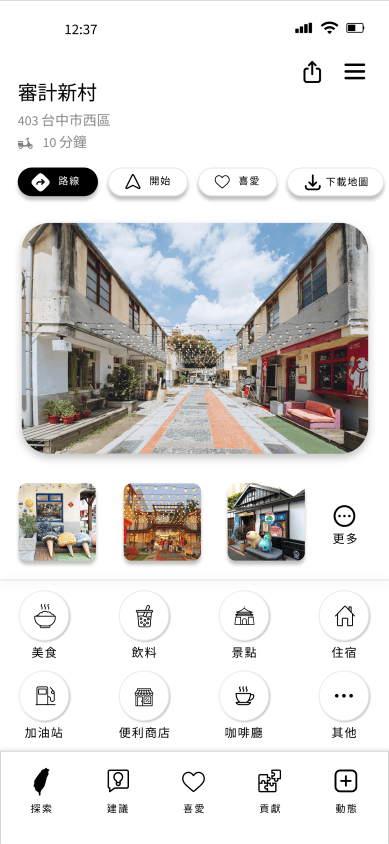 12:37
審計新村
403 台中市西區
10 分鐘
路線
開始
喜愛
下載地圖
更多
美食
飲料
景點
住宿
加油站
便利商店
咖啡廳
其他
探索
建議
喜愛
貢獻
動態